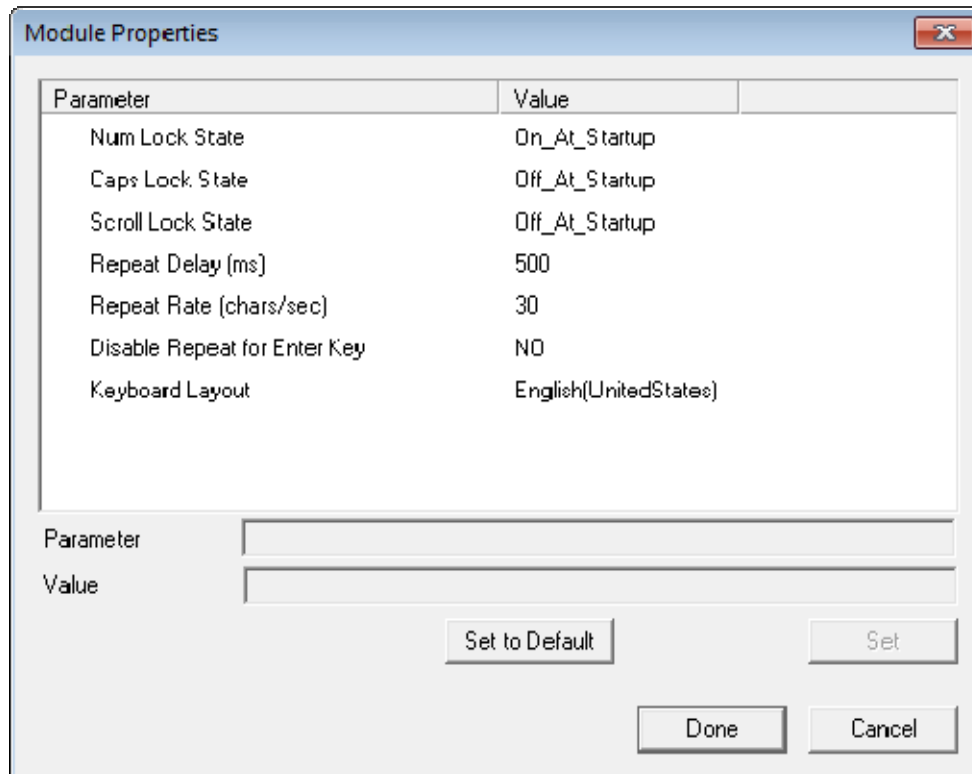 Module Properties
Parameter Value
Num Lock State On_At_Startup
Caps Lock State Off_At_Startup
Scroll Lock State Off_At_Startup
Repeat Delay (ms) 500
Repeat Rate (chars/sec) 30
Disable Repeat for Enter Key NO
Keyboard Layout English(UnitedStates)
Parameter
Value
Set to Default Set
Done Cancel